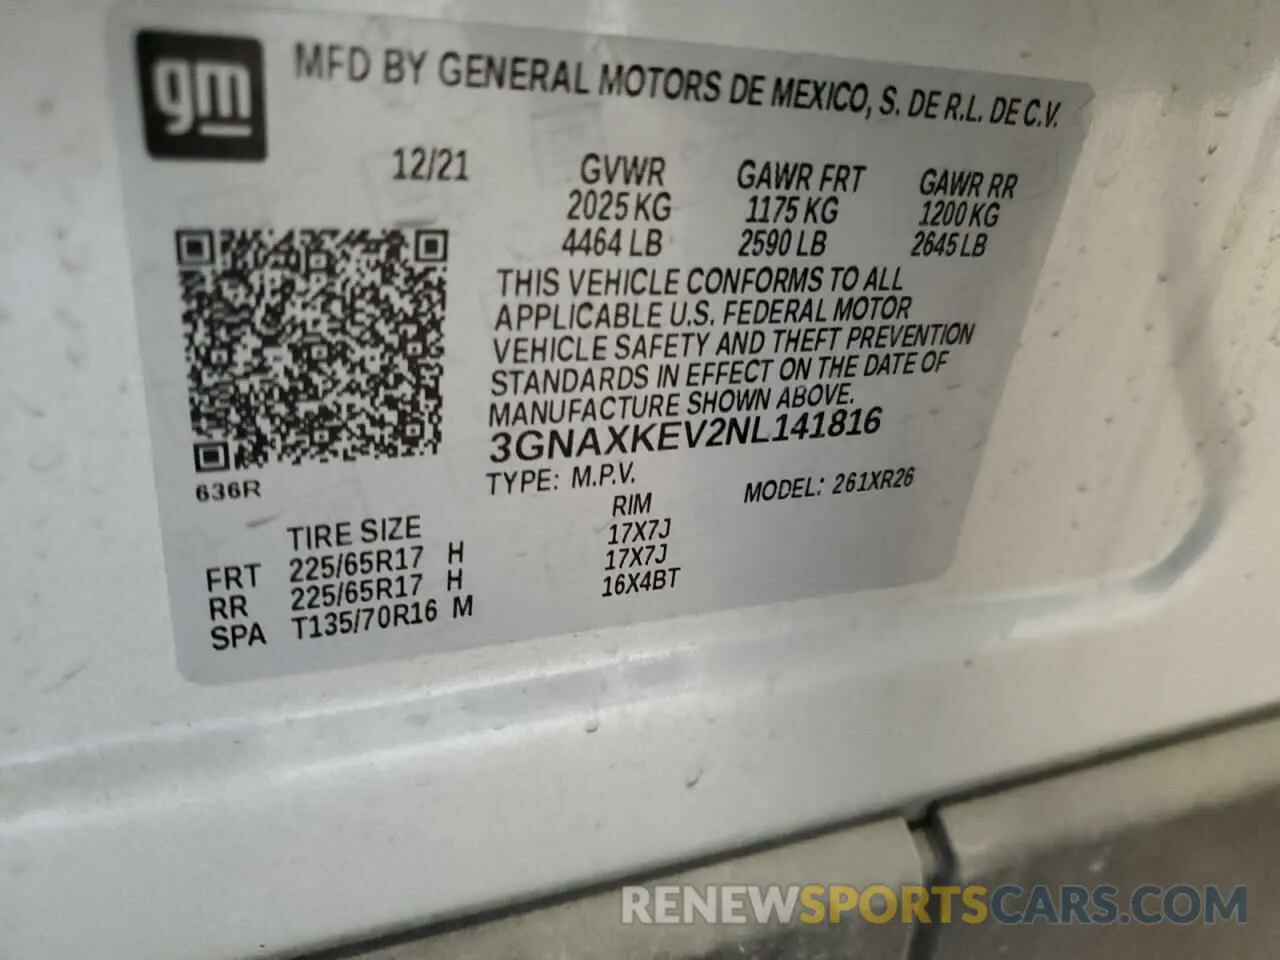 gm
MFD BY GENERAL MOTORS DE MEXICO, S. DE R.L. DE C.V.
12/21 GVWR GAWR FRT GAWR RR
2025 KG 1175 KG 1200 KG
4464 LB 2590 LB 2645 LB
THIS VEHICLE CONFORMS TO ALL
APPLICABLE U.S. FEDERAL MOTOR
VEHICLE SAFETY AND THEFT PREVENTION
STANDARDS IN EFFECT ON THE DATE OF
MANUFACTURE SHOWN ABOVE.
3GNAXKEV2NL141816
636R
TYPE: M.P.V. MODEL: 261XR26
TIRE SIZE RIM
FRT 225/65R17 H 17X7J
RR 225/65R17 H 17X7J
SPA T135/70R16 M 16X4BT
RENEWSPORTSCARS.COM